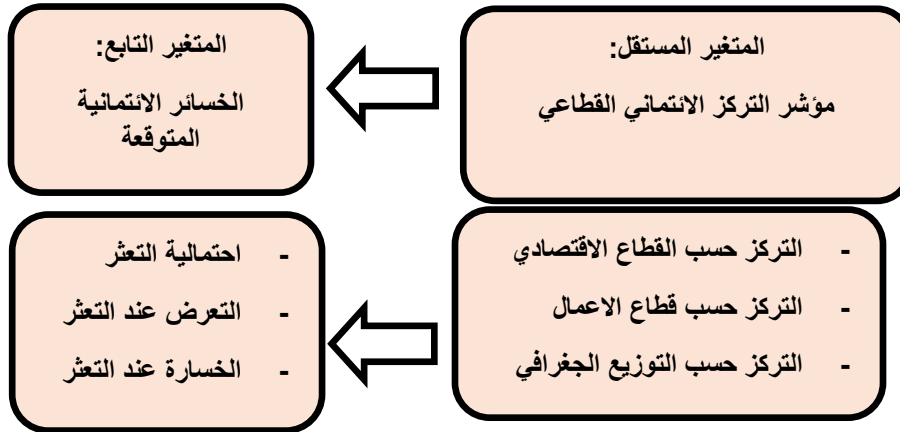 المتغير المستقل:
مؤشر التركز الائتماني القطاعي
المتغير التابع:
الخسائر الائتمانية
المتوقعة
- التركز حسب القطاع الاقتصادي
- التركز حسب قطاع الاعمال
- التركز حسب التوزيع الجغرافي
- احتمالية التعثر
- التعرض عند التعثر
- الخسارة عند التعثر